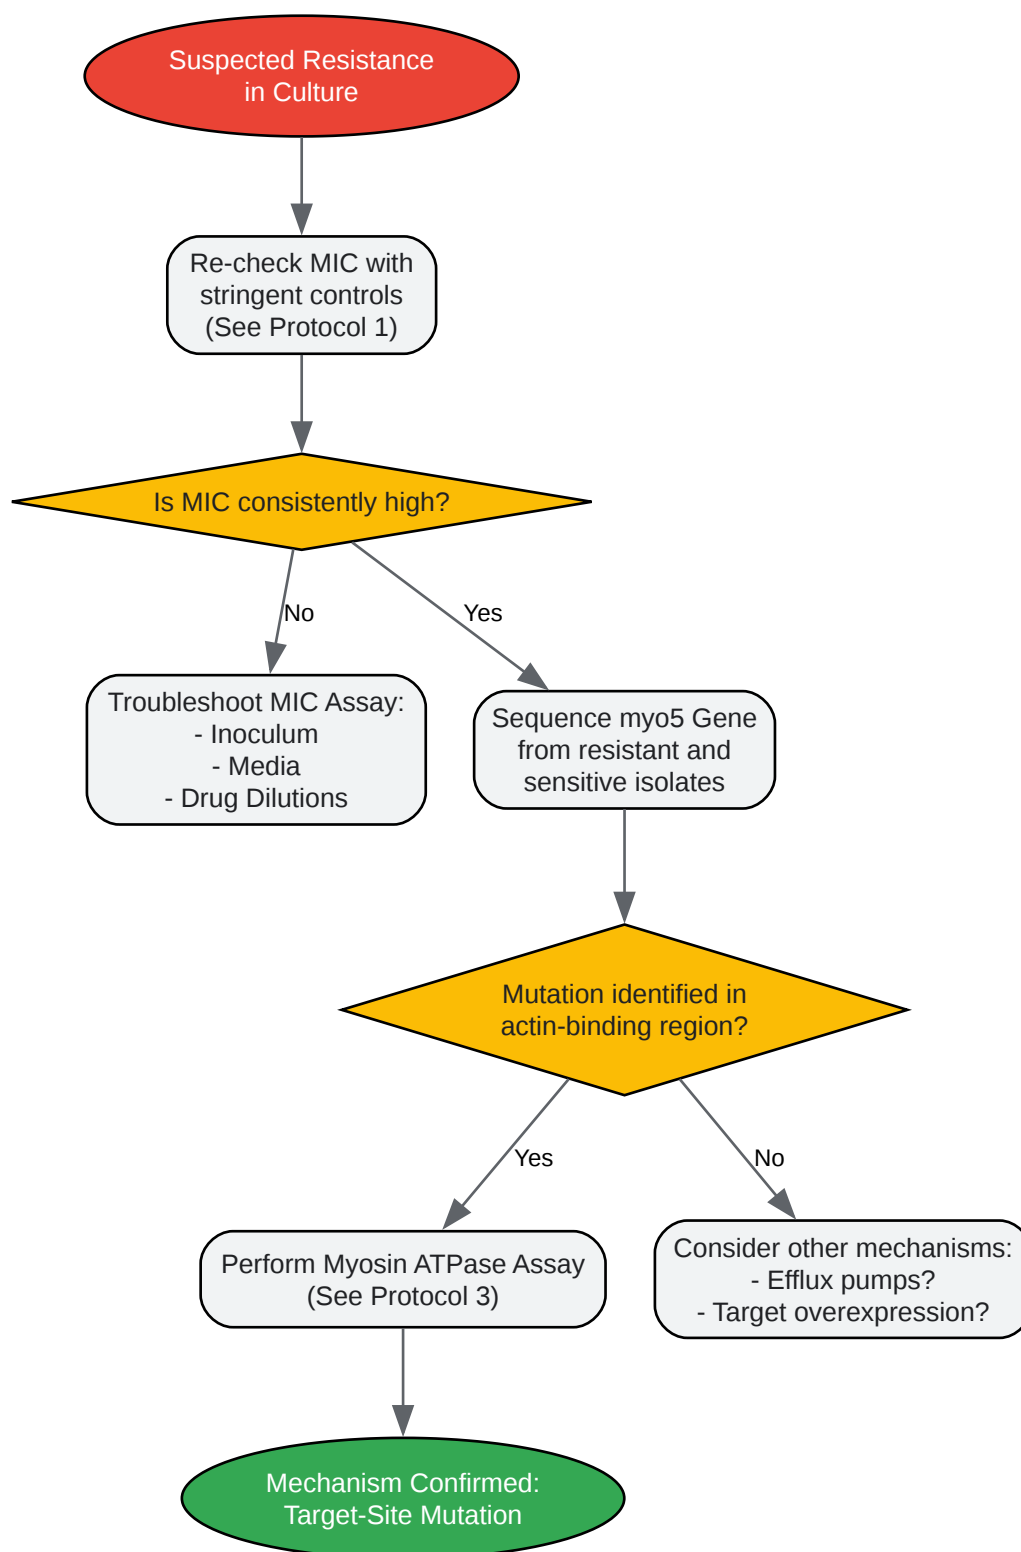 Suspected Resistance
in Culture
Re-check MIC with
stringent controls
(See Protocol 1)
Is MIC consistently high?
No
Yes
Troubleshoot MIC Assay:
- Inoculum
- Media
- Drug Dilutions
Sequence myo5 Gene
from resistant and
sensitive isolates
Mutation identified in
actin-binding region?
Yes
No
Perform Myosin ATPase Assay
(See Protocol 3)
Consider other mechanisms:
- Efflux pumps?
- Target overexpression?
Mechanism Confirmed:
Target-Site Mutation